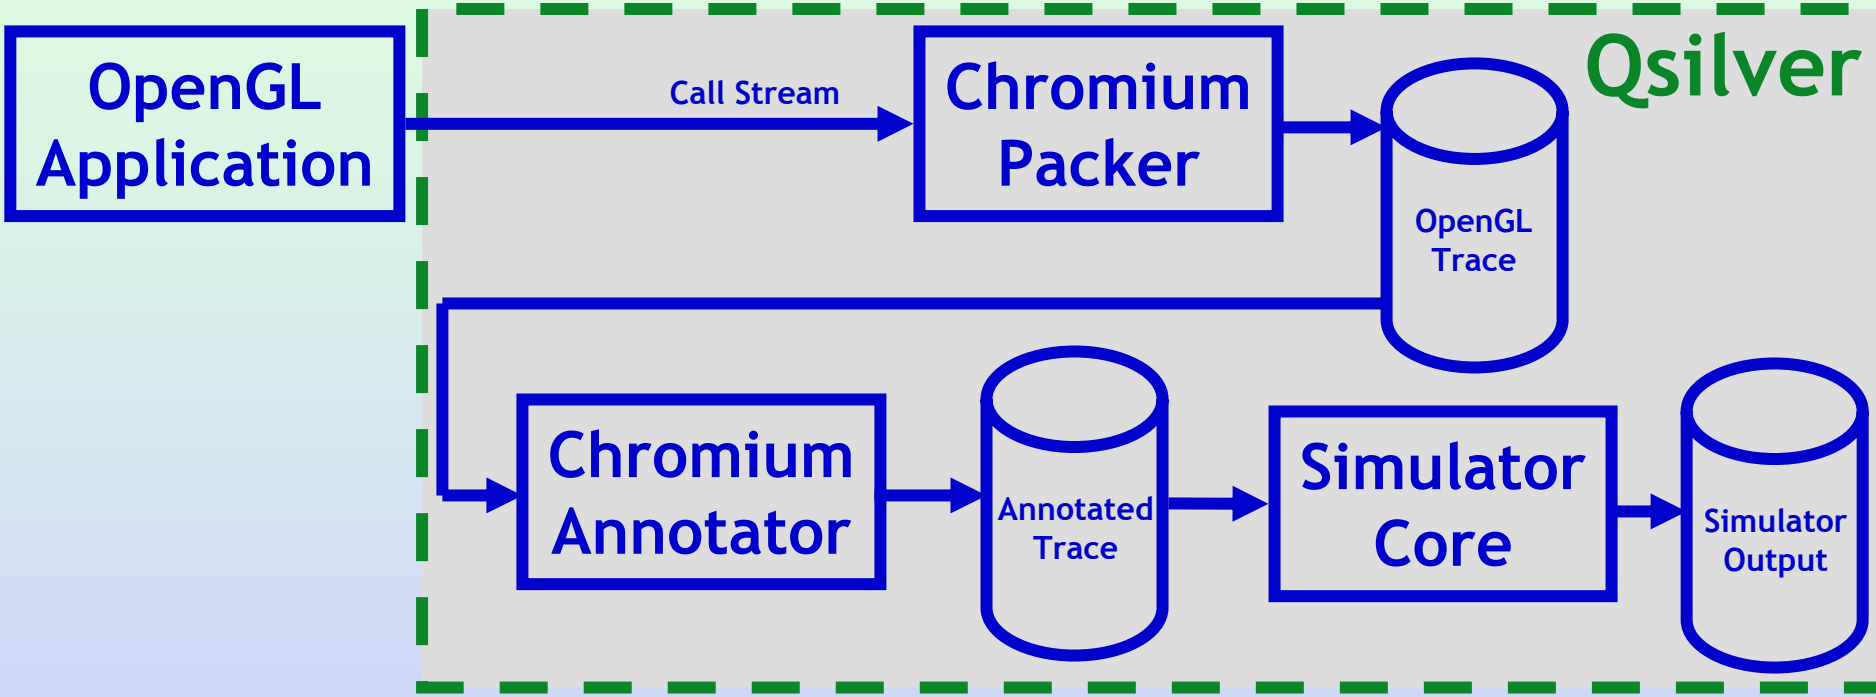 Qsilver
OpenGL
Application
Call Stream
Chromium
Packer
OpenGL
Trace
Chromium
Annotator
Annotated
Trace
Simulator
Core
Simulator
Output